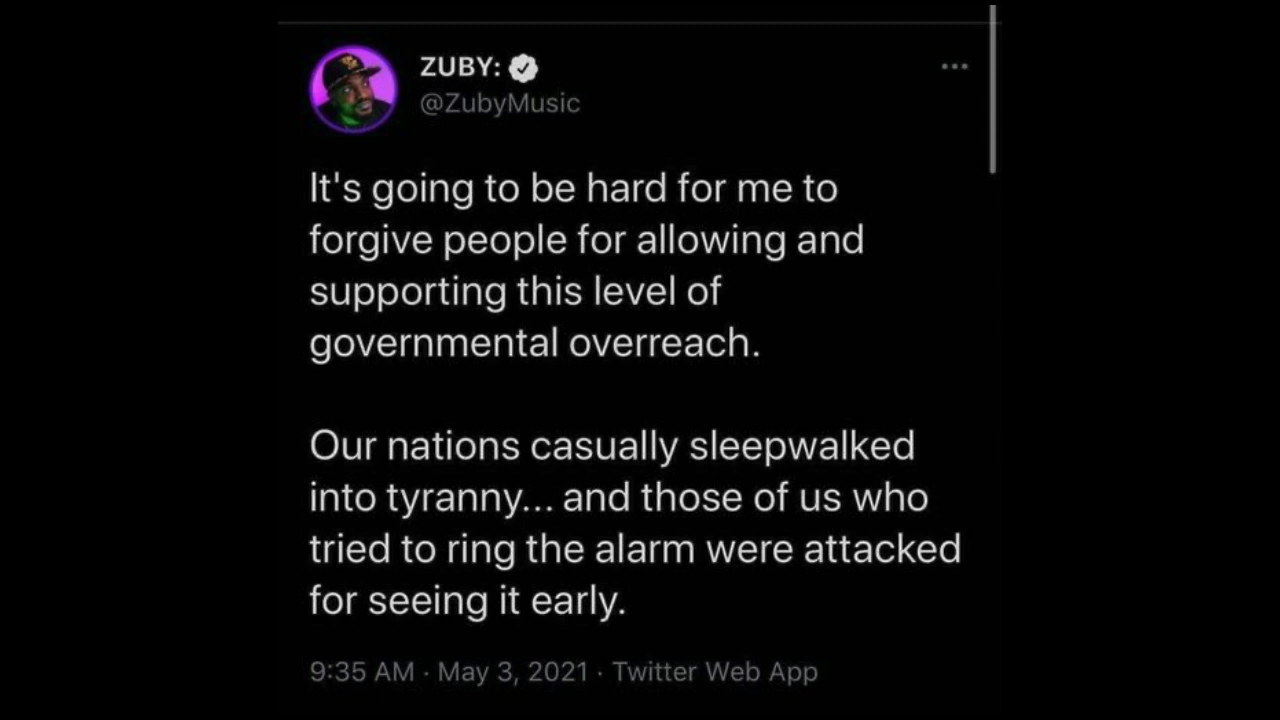 ZUBY:
@ZubyMusic
It's going to be hard for me to
forgive people for allowing and
supporting this level of
governmental overreach.
Our nations casually sleepwalked
into tyranny... and those of us who
tried to ring the alarm were attacked
for seeing it early.
9:35 AM · May 3, 2021 · Twitter Web App